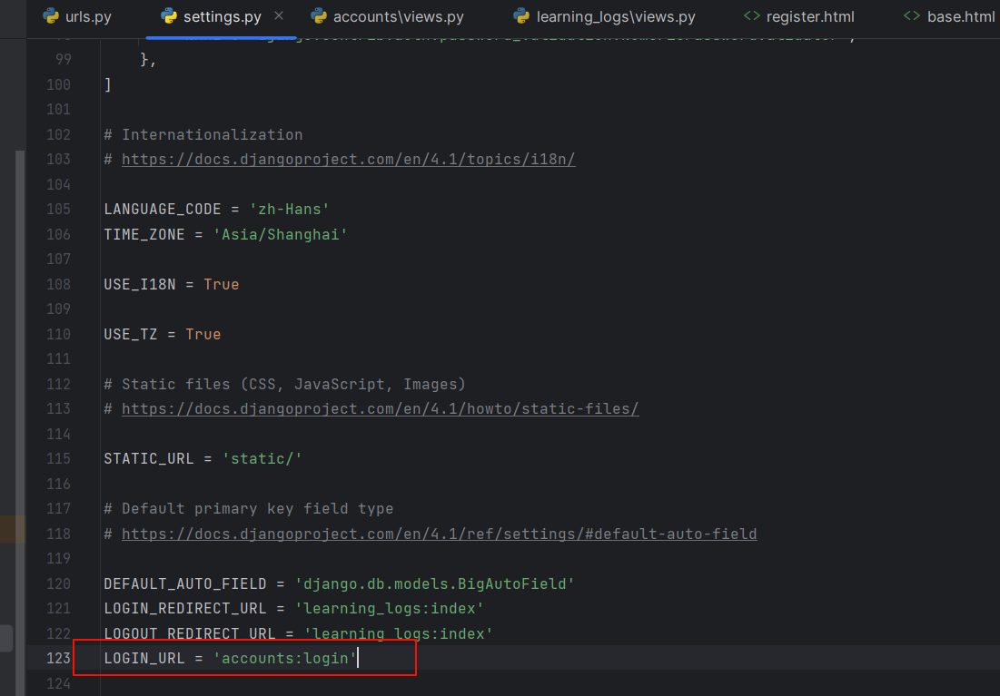 urls.py settings.py accounts\views.py learning_logs\views.py register.html base.html
99 },
100 ]
101
102 # Internationalization
103 # https://docs.djangoproject.com/en/4.1/topics/i18n/
104
105 LANGUAGE_CODE = 'zh-Hans'
106 TIME_ZONE = 'Asia/Shanghai'
107
108 USE_I18N = True
109
110 USE_TZ = True
111
112 # Static files (CSS, JavaScript, Images)
113 # https://docs.djangoproject.com/en/4.1/howto/static-files/
114
115 STATIC_URL = 'static/'
116
117 # Default primary key field type
118 # https://docs.djangoproject.com/en/4.1/ref/settings/#default-auto-field
119
120 DEFAULT_AUTO_FIELD = 'django.db.models.BigAutoField'
121 LOGIN_REDIRECT_URL = 'learning_logs:index'
122 LOGOUT_REDIRECT_URL = 'learning_logs:index'
123 LOGIN_URL = 'accounts:login'
124